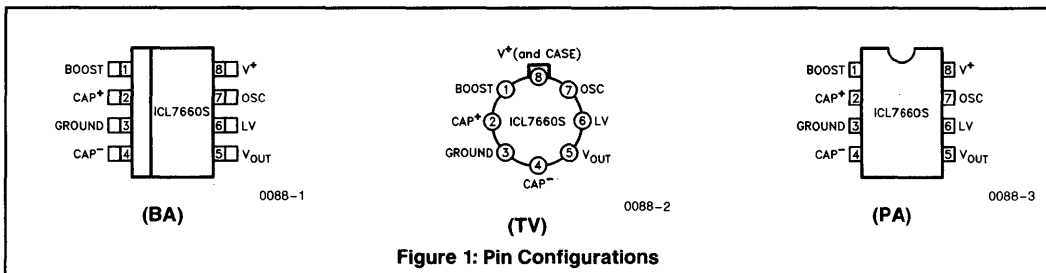 BOOST 1
CAP+ 2
GROUND 3
CAP- 4
ICL7660S
8 V+
7 OSC
6 LV
5 VOUT
0088-1
(BA)
V+(and CASE)
8
BOOST 1
7 OSC
CAP+ 2
ICL7660S
6 LV
GROUND 3
5 VOUT
4
CAP-
0088-2
(TV)
BOOST 1
CAP+ 2
GROUND 3
CAP- 4
ICL7660S
8 V+
7 OSC
6 LV
5 VOUT
0088-3
(PA)
Figure 1: Pin Configurations